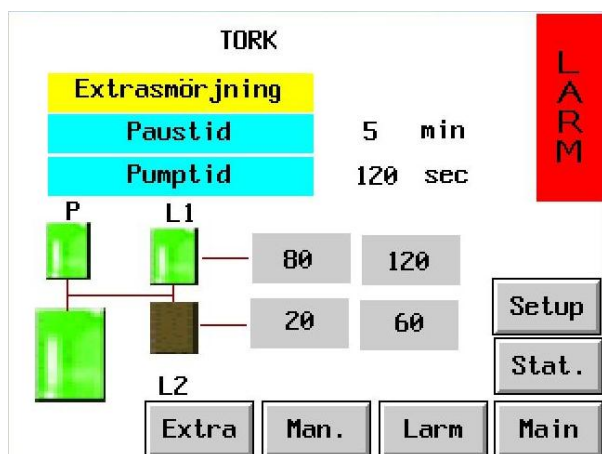 TORK
LARM
Extrasmörjning
Paustid 5 min
Pumptid 120 sec
P L1
80 120
20 60
Setup
Stat.
L2
Extra Man. Larm Main